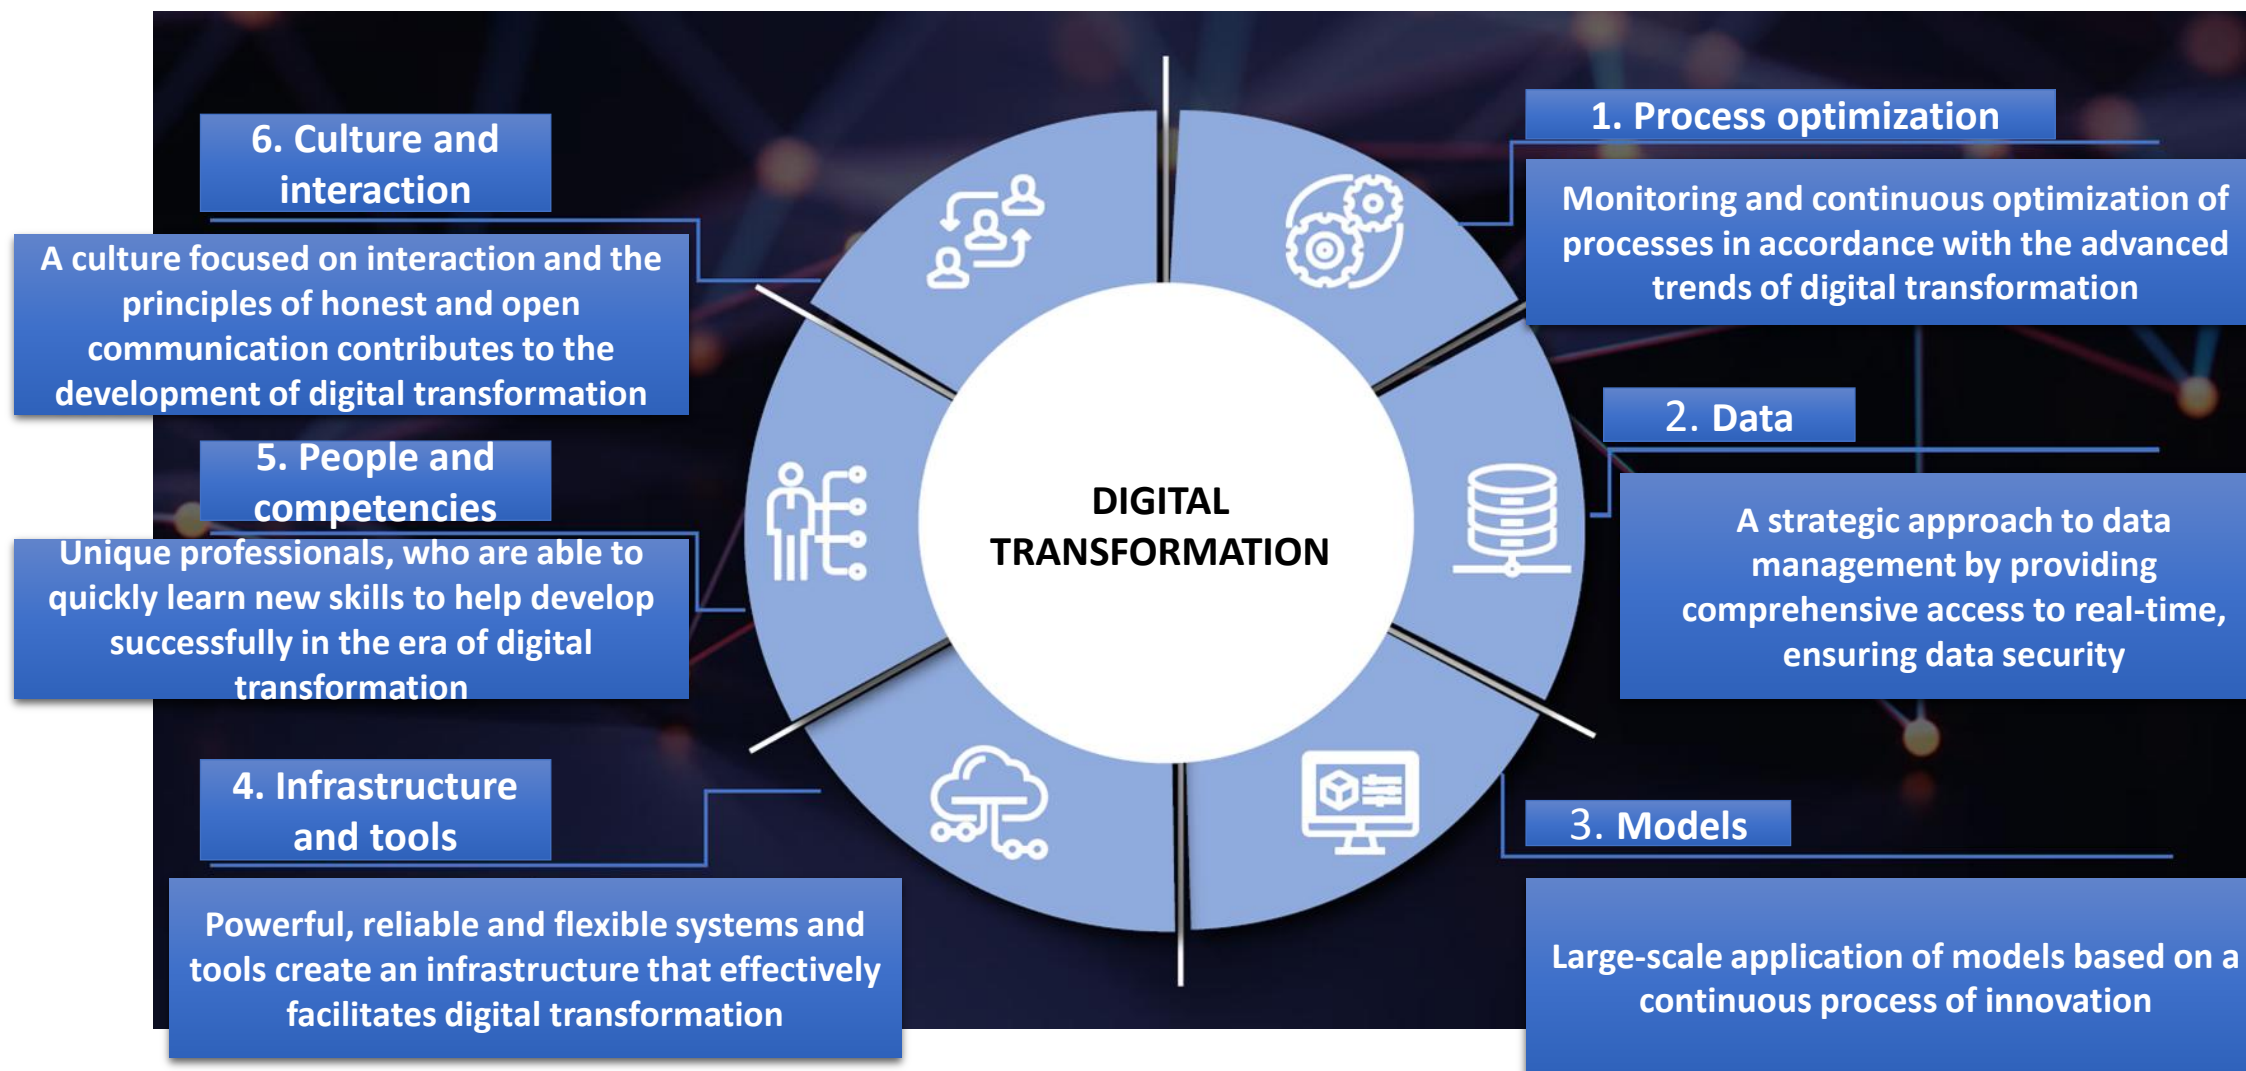 1. Process optimization
Monitoring and continuous optimization of
processes in accordance with the advanced
trends of digital transformation
2. Data
A strategic approach to data
management by providing
comprehensive access to real-time,
ensuring data security
3. Models
Large-scale application of models based on a
continuous process of innovation
4. Infrastructure
and tools
Powerful, reliable and flexible systems and
tools create an infrastructure that effectively
facilitates digital transformation
5. People and
competencies
Unique professionals, who are able to
quickly learn new skills to help develop
successfully in the era of digital
transformation
6. Culture and
interaction
A culture focused on interaction and the
principles of honest and open
communication contributes to the
development of digital transformation
DIGITAL
TRANSFORMATION